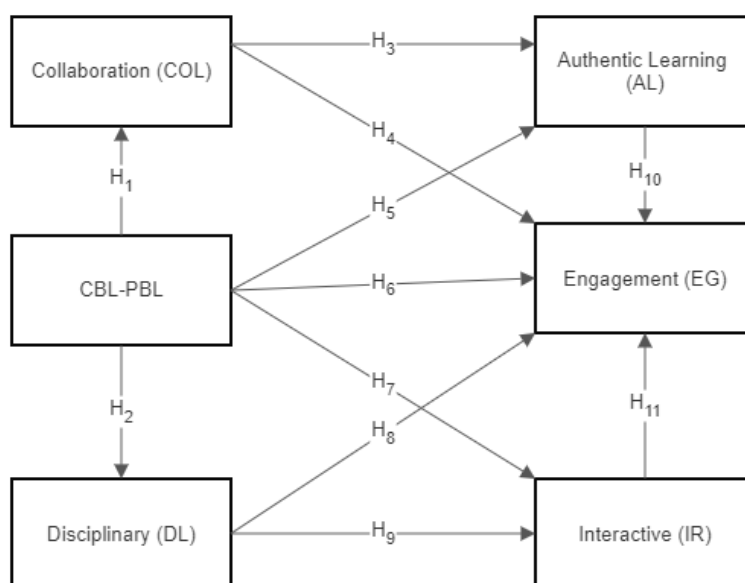 Collaboration (COL)
H3
Authentic Learning
(AL)
H4
H1
H10
H5
CBL-PBL
H6
Engagement (EG)
H7
H2
H8
H11
Disciplinary (DL)
H9
Interactive (IR)